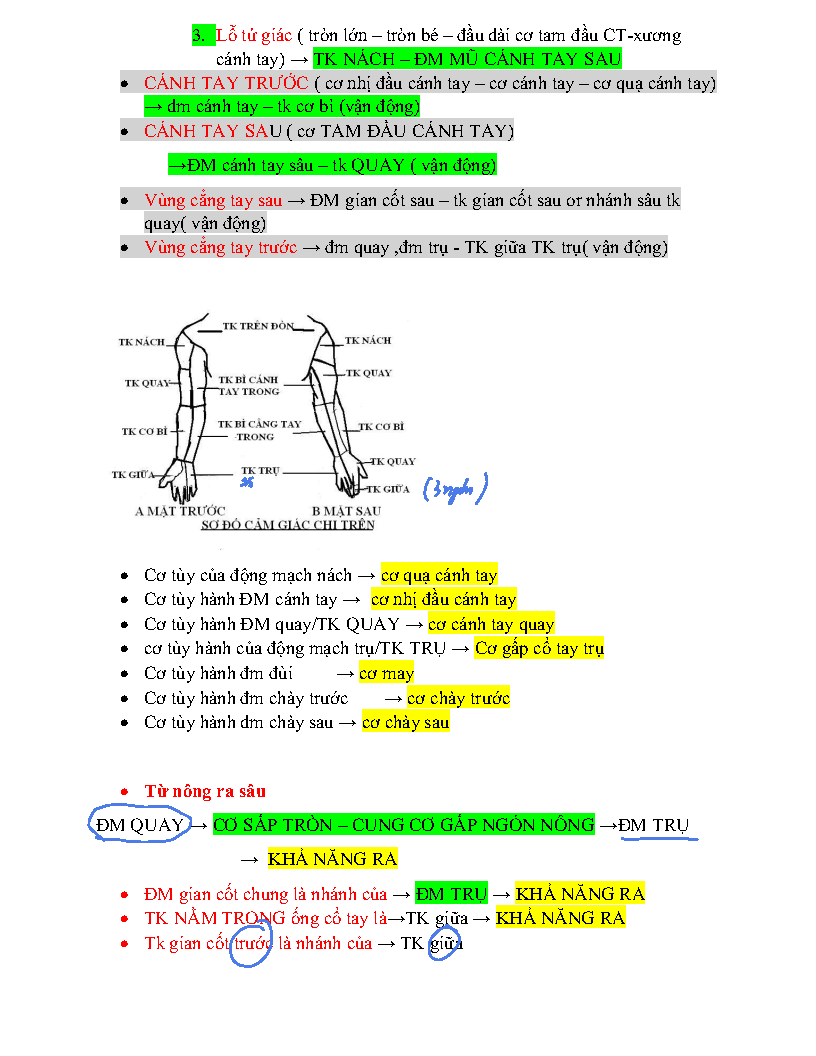 3. Lỗ tứ giác ( tròn lớn – tròn bé – đầu dài cơ tam đầu CT-xương
cánh tay) → TK NÁCH – ĐM MŨ CÁNH TAY SAU
• CÁNH TAY TRƯỚC ( cơ nhị đầu cánh tay – cơ cánh tay – cơ quạ cánh tay)
→ dm cánh tay – tk cơ bì (vận động)
• CÁNH TAY SAU ( cơ TAM ĐẦU CÁNH TAY)
→ĐM cánh tay sâu – tk QUAY ( vận động)
• Vùng cẳng tay sau → ĐM gian cốt sau – tk gian cốt sau or nhánh sâu tk
quay( vận động)
• Vùng cẳng tay trước → đm quay ,đm trụ - TK giữa TK trụ( vận động)
TK TRÊN ĐÒN
TK NÁCH
TK NÁCH
TK QUAY
TK BÌ CÁNH
TAY TRONG
TK QUAY
TK CƠ BÌ
TK BÌ CẲNG TAY
TRONG
TK CƠ BÌ
TK GIỮA
TK TRỤ
TK QUAY
TK GIỮA
A MẶT TRƯỚC
B MẶT SAU
SƠ ĐỒ CẢM GIÁC CHI TRÊN
• Cơ tùy của động mạch nách → cơ quạ cánh tay
• Cơ tùy hành ĐM cánh tay → cơ nhị đầu cánh tay
• Cơ tùy hành ĐM quay/TK QUAY → cơ cánh tay quay
• cơ tùy hành của động mạch trụ/TK TRỤ → Cơ gấp cổ tay trụ
• Cơ tùy hành đm đùi → cơ may
• Cơ tùy hành đm chày trước → cơ chày trước
• Cơ tùy hành dm chày sau → cơ chày sau
• Từ nông ra sâu
ĐM QUAY → CƠ SẤP TRÒN – CUNG CƠ GẤP NGÓN NÔNG →ĐM TRỤ
→ KHẢ NĂNG RA
• ĐM gian cốt chung là nhánh của → ĐM TRỤ → KHẢ NĂNG RA
• TK NẰM TRONG ống cổ tay là→TK giữa → KHẢ NĂNG RA
• Tk gian cốt trước là nhánh của → TK giữa